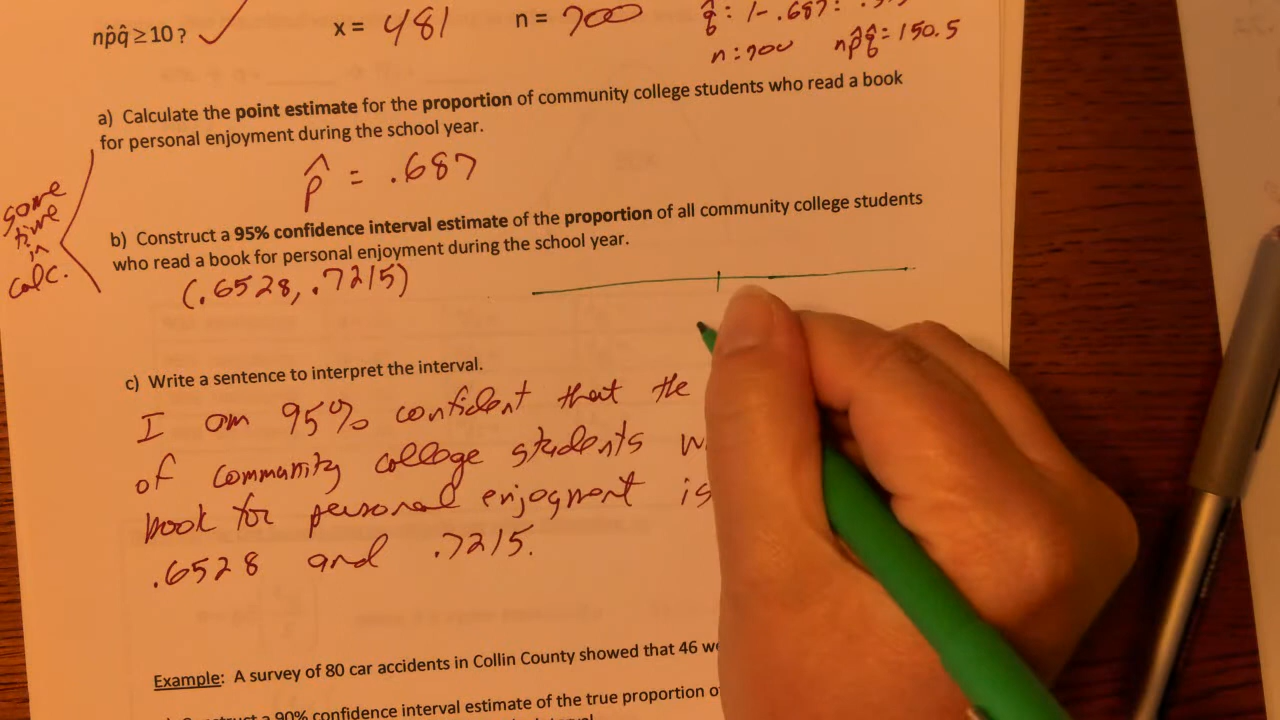 np̂q̂ ≥ 10 ? ✓ x = 481 n = 700
q̂ : 1 - .687 :
n = 700 np̂q̂ = 150.5
a) Calculate the point estimate for the proportion of community college students who read a book
for personal enjoyment during the school year.
p̂ = .687
some
time
in
calc.
b) Construct a 95% confidence interval estimate of the proportion of all community college students
who read a book for personal enjoyment during the school year.
(.6528, .7215)
c) Write a sentence to interpret the interval.
I am 95% confident that the
of community college students
book for personal enjoyment is
.6528 and .7215.
Example: A survey of 80 car accidents in Collin County showed that 46
a 90% confidence interval estimate of the true proportion